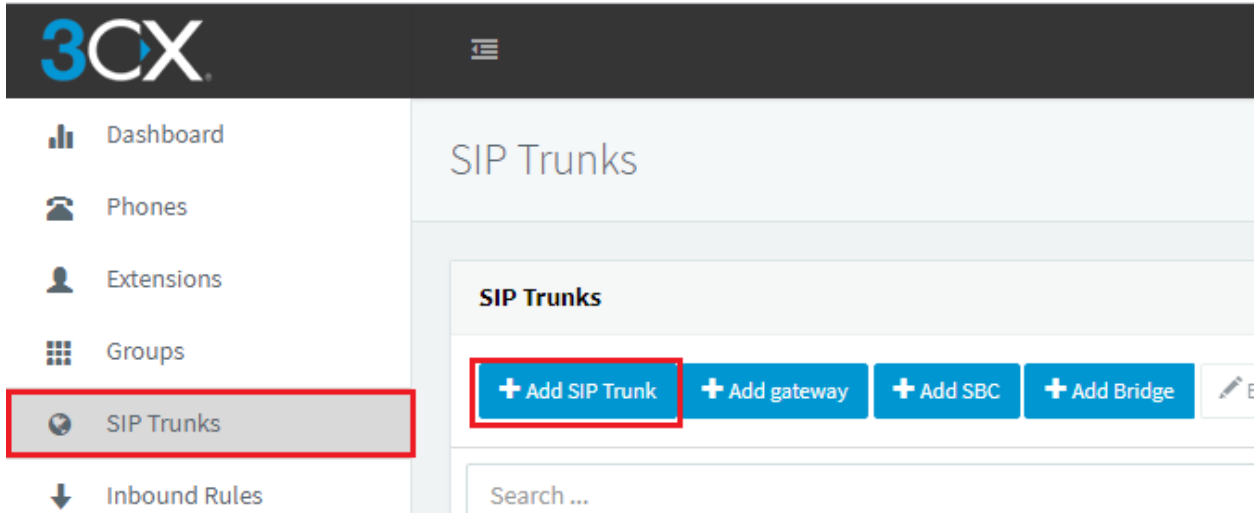 3CX
Dashboard
Phones
Extensions
Groups
SIP Trunks
Inbound Rules
SIP Trunks
SIP Trunks
Add SIP Trunk
Add gateway
Add SBC
Add Bridge
Search ...